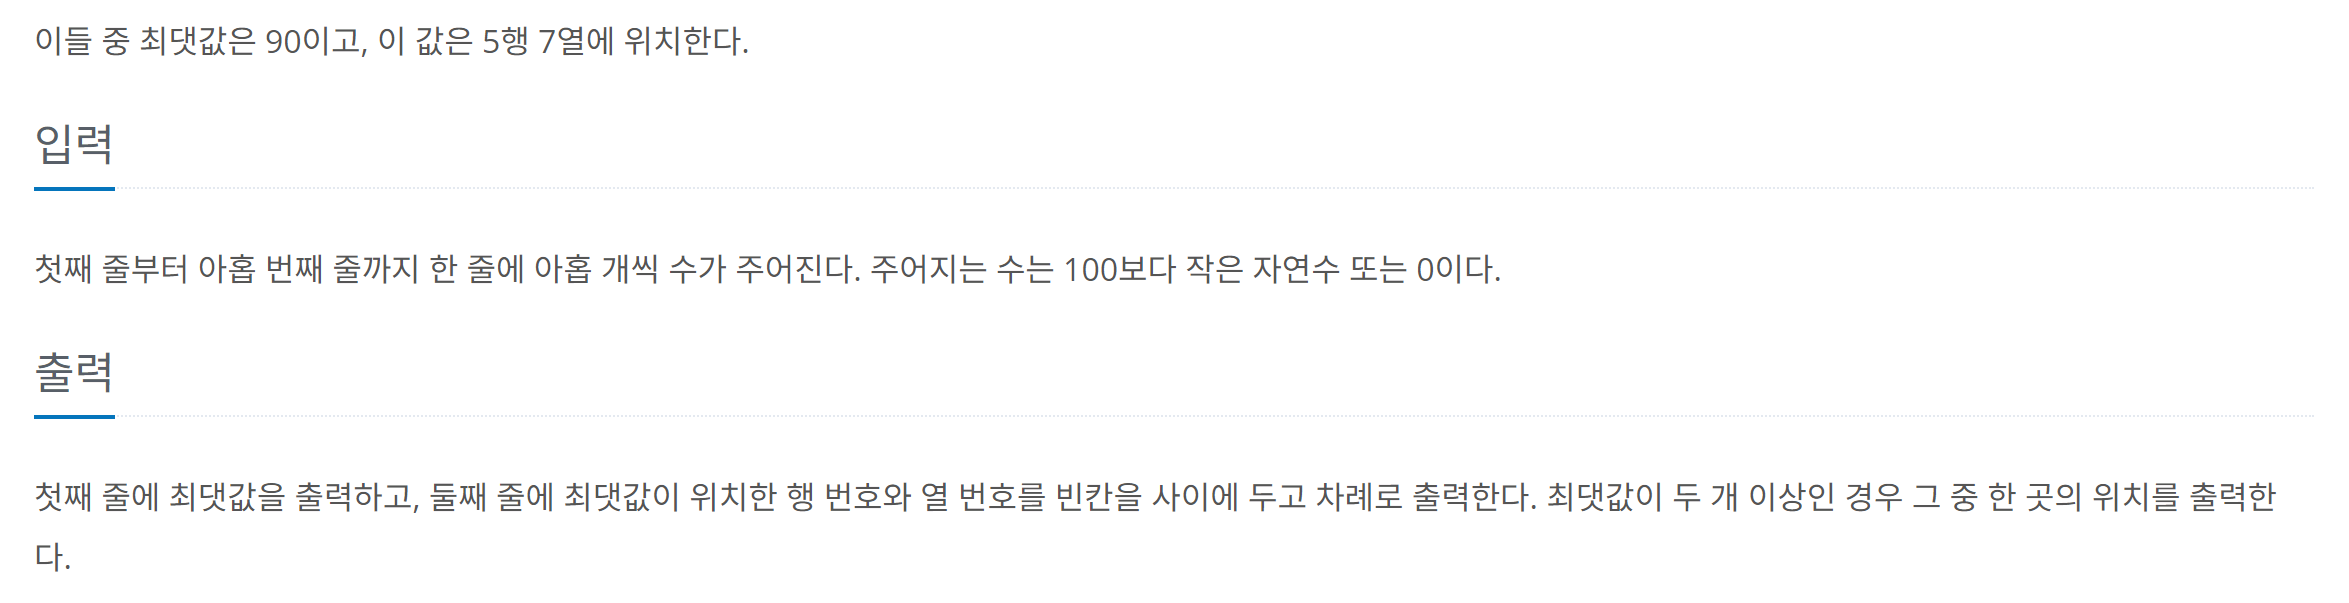 이들 중 최댓값은 90이고, 이 값은 5행 7열에 위치한다.
입력
첫째 줄부터 아홉 번째 줄까지 한 줄에 아홉 개씩 수가 주어진다. 주어지는 수는 100보다 작은 자연수 또는 0이다.
출력
첫째 줄에 최댓값을 출력하고, 둘째 줄에 최댓값이 위치한 행 번호와 열 번호를 빈칸을 사이에 두고 차례로 출력한다. 최댓값이 두 개 이상인 경우 그 중 한 곳의 위치를 출력한
다.